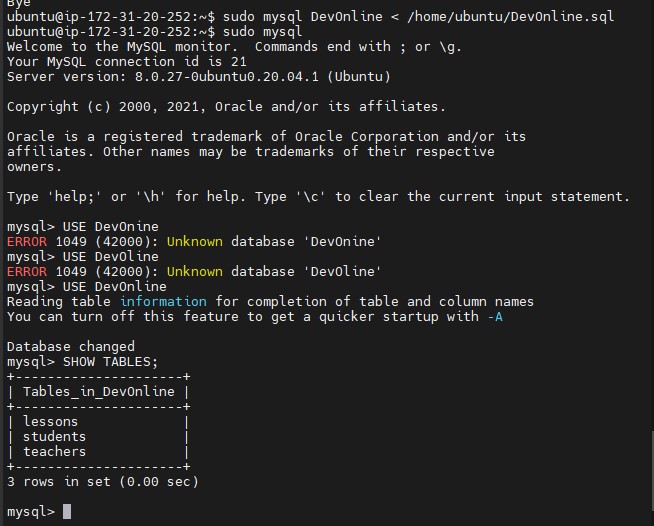 Bye
ubuntu@ip-172-31-20-252:~$ sudo mysql DevOnline < /home/ubuntu/DevOnline.sql
ubuntu@ip-172-31-20-252:~$ sudo mysql
Welcome to the MySQL monitor.  Commands end with ; or \g.
Your MySQL connection id is 21
Server version: 8.0.27-0ubuntu0.20.04.1 (Ubuntu)

Copyright (c) 2000, 2021, Oracle and/or its affiliates.

Oracle is a registered trademark of Oracle Corporation and/or its
affiliates. Other names may be trademarks of their respective
owners.

Type 'help;' or '\h' for help. Type '\c' to clear the current input statement.

mysql> USE DevOnine
ERROR 1049 (42000): Unknown database 'DevOnine'
mysql> USE DevOline
ERROR 1049 (42000): Unknown database 'DevOline'
mysql> USE DevOnline
Reading table information for completion of table and column names
You can turn off this feature to get a quicker startup with -A

Database changed
mysql> SHOW TABLES;
+---------------------+
| Tables_in_DevOnline |
+---------------------+
| lessons             |
| students            |
| teachers            |
+---------------------+
3 rows in set (0.00 sec)

mysql>